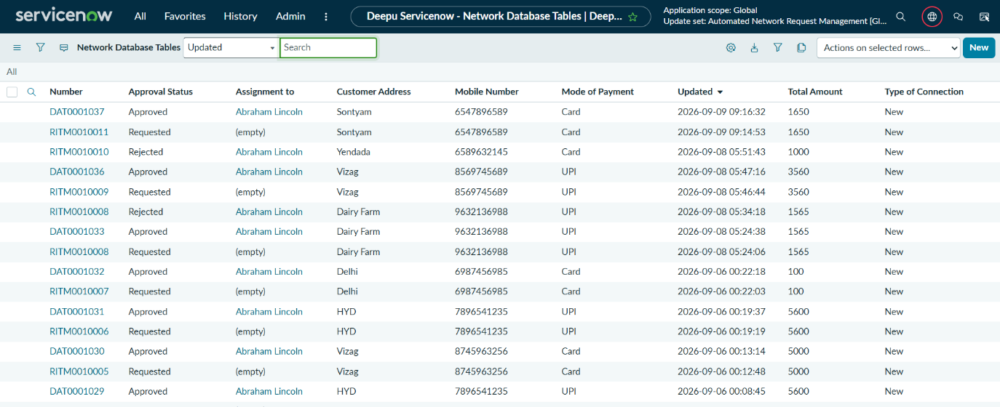 servicenow All Favorites History Admin Deepu Servicenow - Network Database Tables | Deep... Application scope: Global
Update set: Automated Network Request Management [Gl...
Network Database Tables Updated Search Actions on selected rows... New
All
Number Approval Status Assignment to Customer Address Mobile Number Mode of Payment Updated Total Amount Type of Connection
DAT0001037 Approved Abraham Lincoln Sontyam 6547896589 Card 2026-09-09 09:16:32 1650 New
RITM0010011 Requested (empty) Sontyam 6547896589 Card 2026-09-09 09:14:53 1650 New
RITM0010010 Rejected Abraham Lincoln Yendada 6589632145 Card 2026-09-08 05:51:43 1000 New
DAT0001036 Approved Abraham Lincoln Vizag 8569745689 UPI 2026-09-08 05:47:16 3560 New
RITM0010009 Requested (empty) Vizag 8569745689 UPI 2026-09-08 05:46:44 3560 New
RITM0010008 Rejected Abraham Lincoln Dairy Farm 9632136988 UPI 2026-09-08 05:34:18 1565 New
DAT0001033 Approved Abraham Lincoln Dairy Farm 9632136988 UPI 2026-09-08 05:24:38 1565 New
RITM0010008 Requested (empty) Dairy Farm 9632136988 UPI 2026-09-08 05:24:06 1565 New
DAT0001032 Approved Abraham Lincoln Delhi 6987456985 Card 2026-09-06 00:22:18 100 New
RITM0010007 Requested (empty) Delhi 6987456985 Card 2026-09-06 00:22:03 100 New
DAT0001031 Approved Abraham Lincoln HYD 7896541235 UPI 2026-09-06 00:19:37 5600 New
RITM0010006 Requested (empty) HYD 7896541235 UPI 2026-09-06 00:19:19 5600 New
DAT0001030 Approved Abraham Lincoln Vizag 8745963256 Card 2026-09-06 00:13:14 5000 New
RITM0010005 Requested (empty) Vizag 8745963256 Card 2026-09-06 00:12:48 5000 New
DAT0001029 Approved Abraham Lincoln HYD 7896541235 UPI 2026-09-06 00:08:45 5600 New